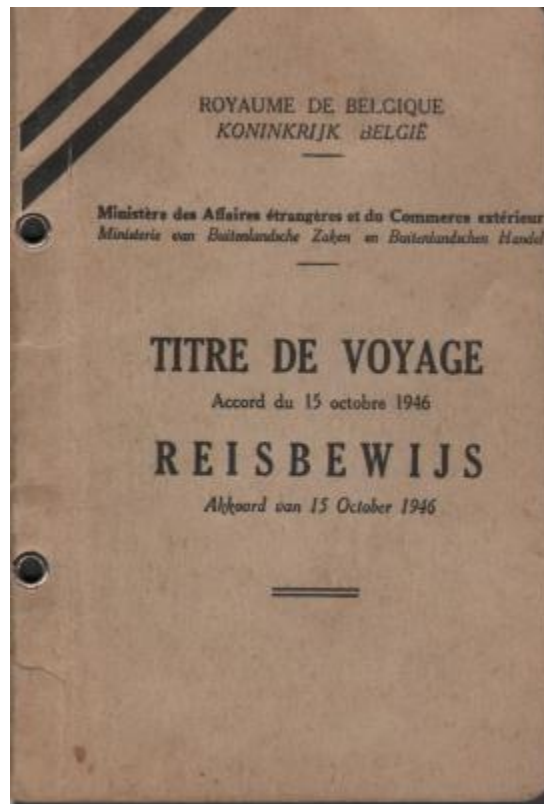 ROYAUME DE BELGIQUE
KONINKRIJK BELGIË
Ministère des Affaires étrangères et du Commerce extérieur
Ministerie van Buitenlandsche Zaken en Buitenlandschen Handel
TITRE DE VOYAGE
Accord du 15 octobre 1946
REISBEWIJS
Akkoord van 15 October 1946